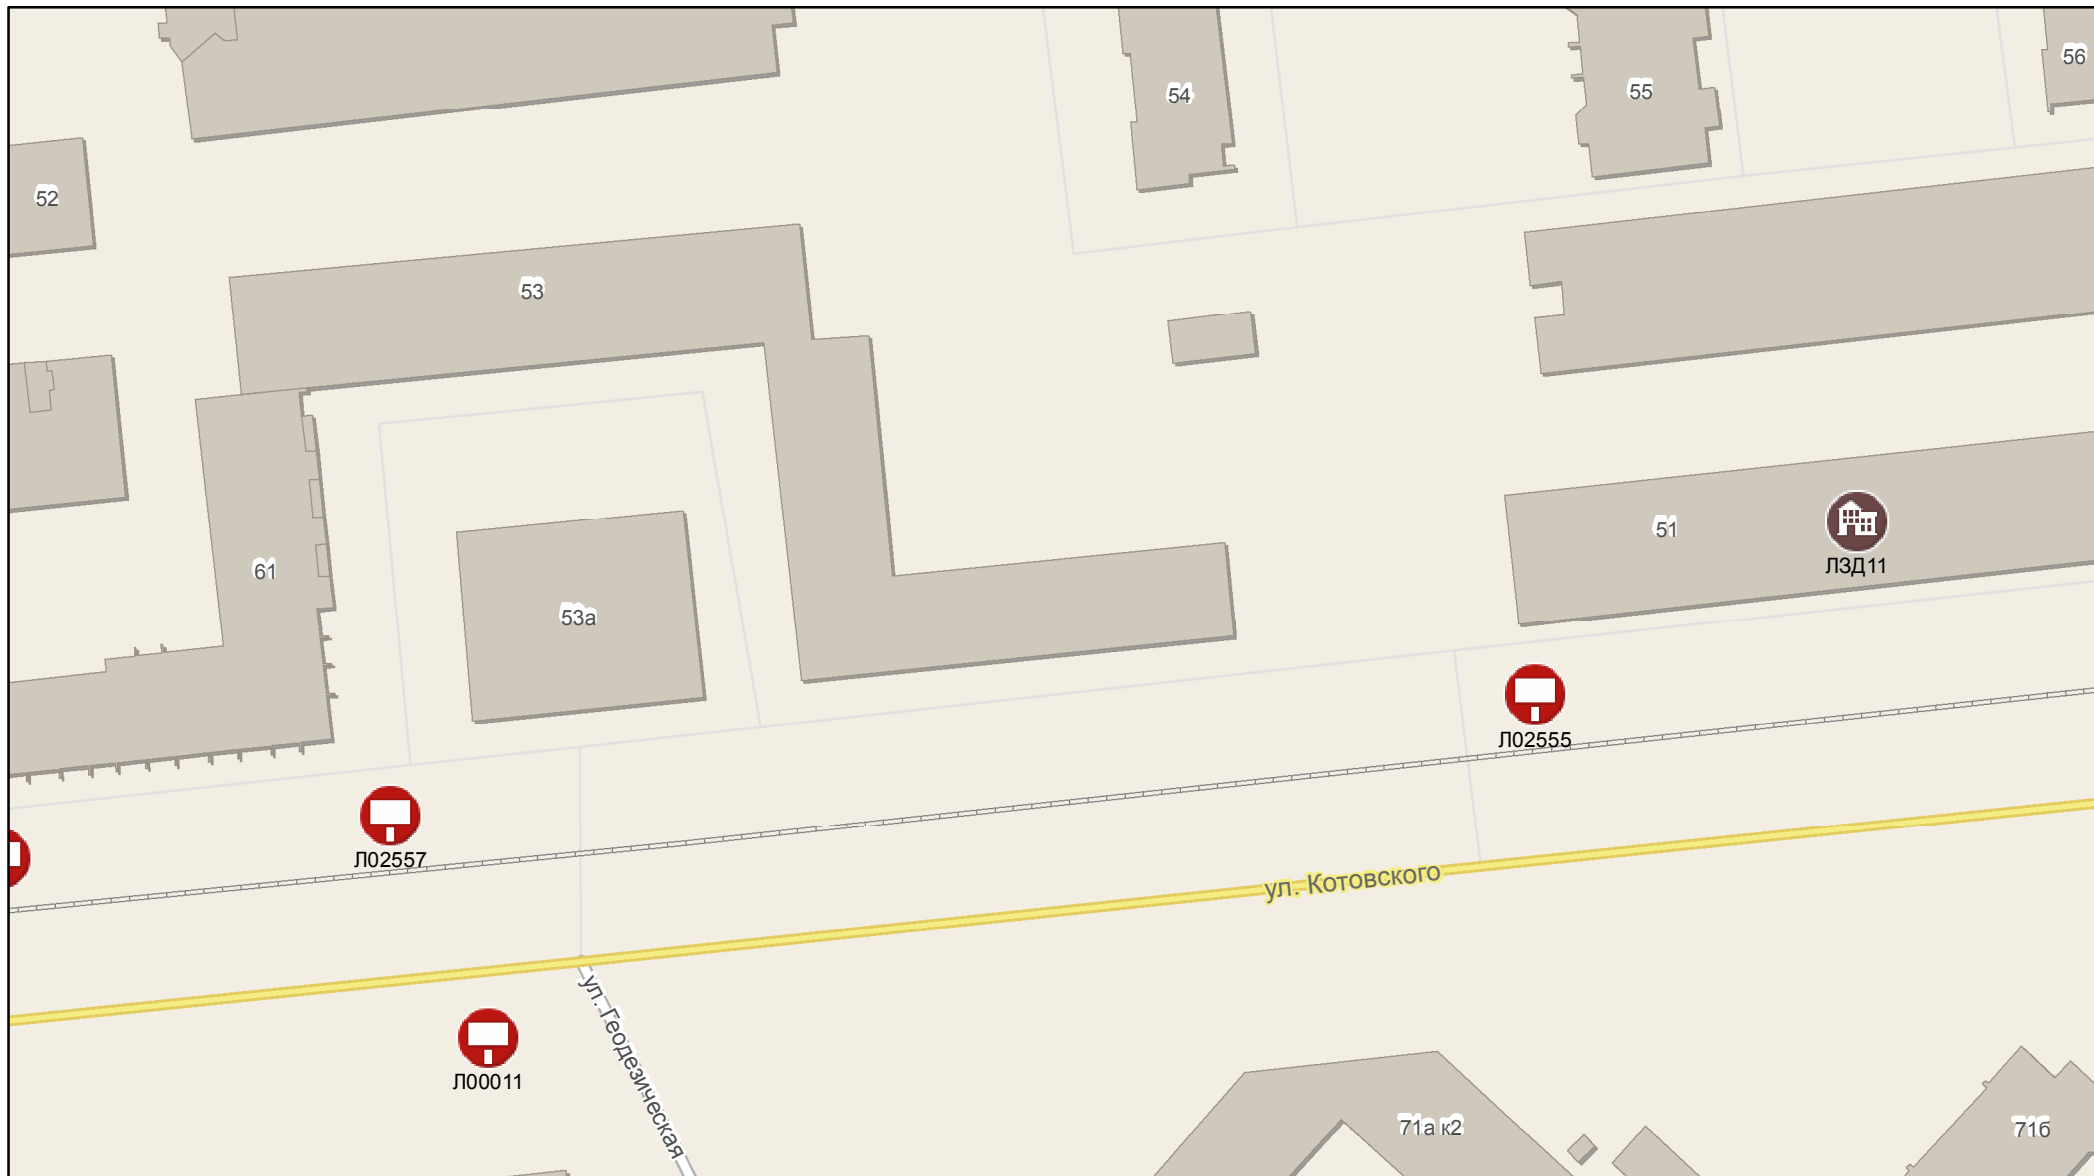 56
54
55
52
53
51
ЛЗД11
61
53а
Л02555
Л02557
ул. Котовского
ул. Геодезическая
Л00011
71а к2
71б